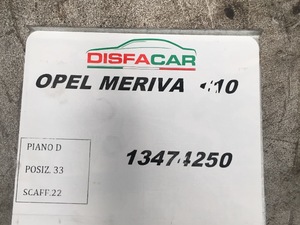 DISFACAR
OPEL MERIVA
13474250
PIANO D
POSIZ. 33
SCAFF.22